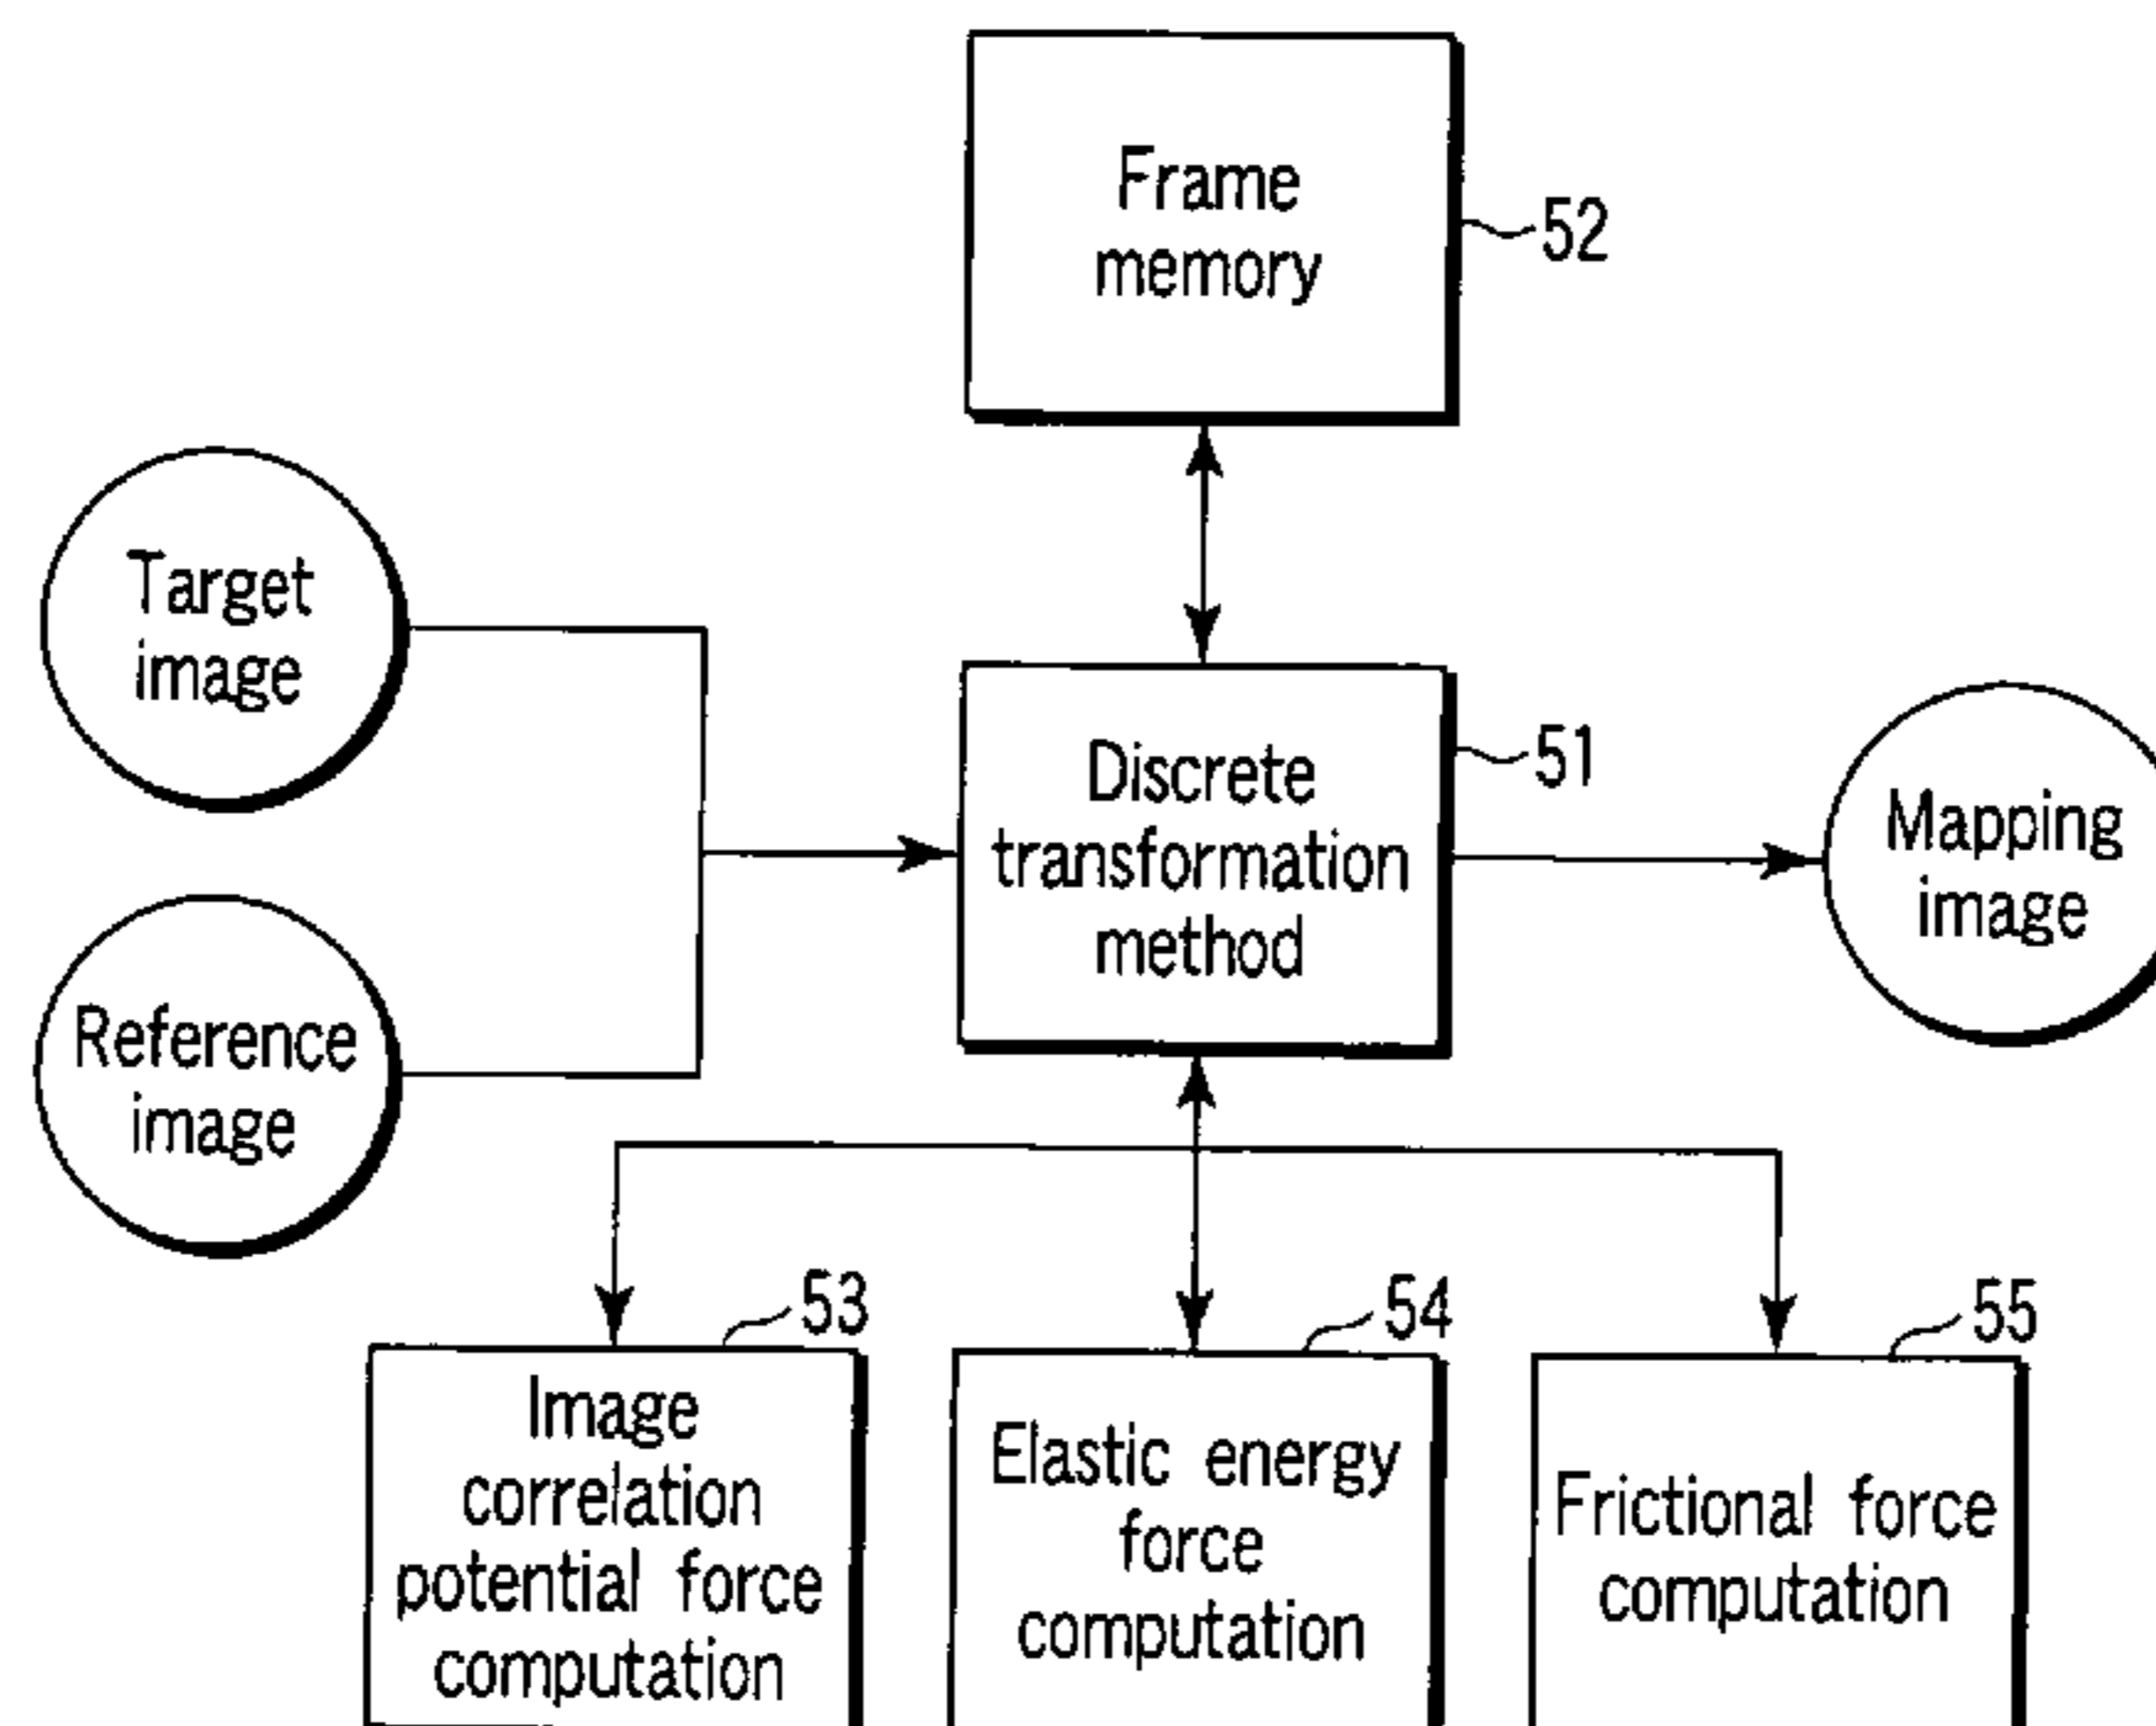 Frame
memory
52
Target
image
Discrete
transformation
method
51
Mapping
image
Reference
image
53
54
55
Image
correlation
potential force
computation
Elastic energy
force
computation
Frictional force
computation